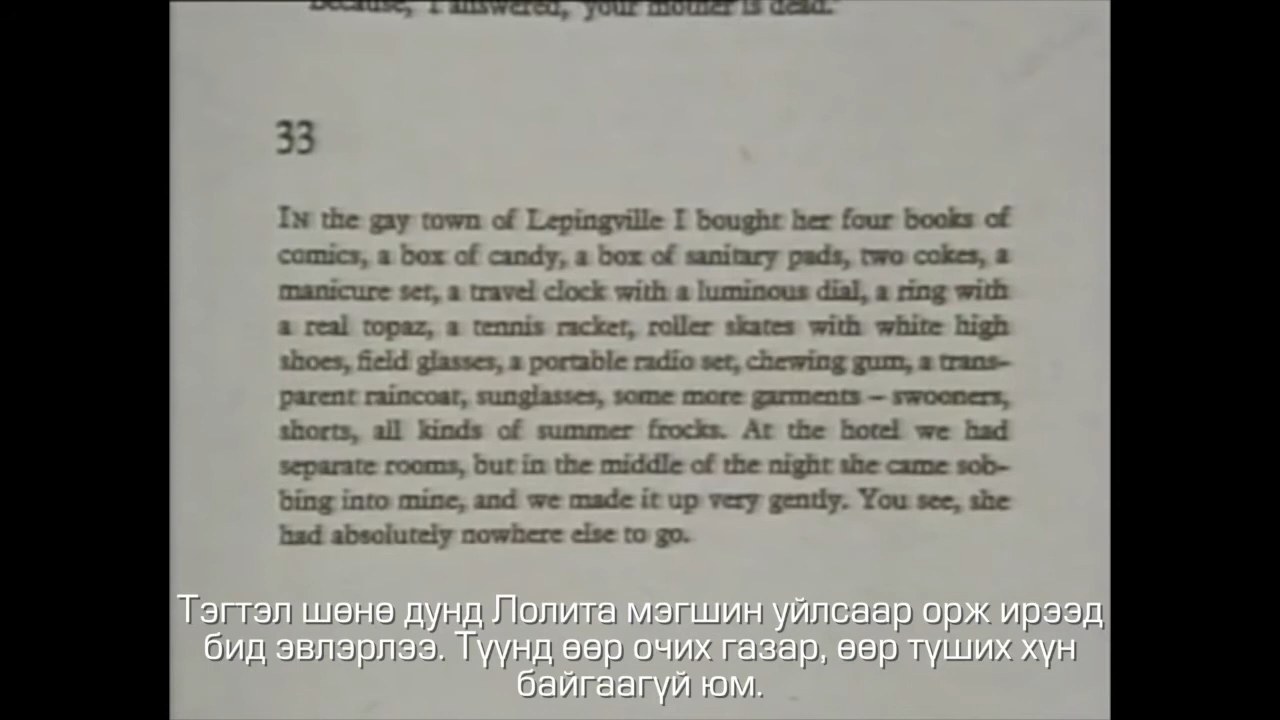 Because,' I answered, 'your mother is dead.'
33
IN the gay town of Lepingville I bought her four books of
comics, a box of candy, a box of sanitary pads, two cokes, a
manicure set, a travel clock with a luminous dial, a ring with
a real topaz, a tennis racket, roller skates with white high
shoes, field glasses, a portable radio set, chewing gum, a trans-
parent raincoat, sunglasses, some more garments – swooners,
shorts, all kinds of summer frocks. At the hotel we had
separate rooms, but in the middle of the night she came sob-
bing into mine, and we made it up very gently. You see, she
had absolutely nowhere else to go.
Тэгтэл шөнө дунд Лолита мэгшин уйлсаар орж ирээд
бид эвлэрлээ. Түүнд өөр очих газар, өөр түших хүн
байгаагүй юм.